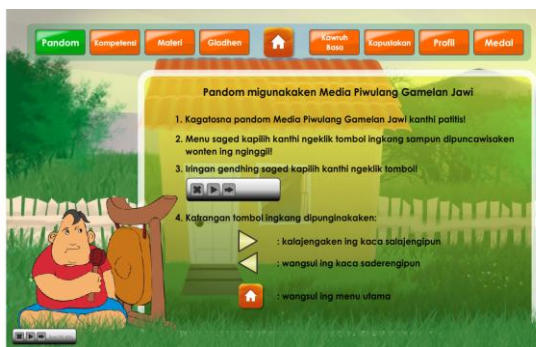 Pandom
Kompetensi
Materi
Gladhen
Kawruh
Basa
Kapustakan
Profil
Medal
Pandom migunakaken Media Piwulang Gamelan Jawi
1. Kagatosna pandom Media Piwulang Gamelan Jawi kanthi patitis!
2. Menu saged kapilih kanthi ngeklik tombol ingkang sampun dipuncawisaken
wonten ing nginggil!
3. Iringan gendhing saged kapilih kanthi ngeklik tombol!
4. Katrangan tombol ingkang dipunginakaken:
: kalajengaken ing kaca salajengipun
: wangsul ing kaca saderengipun
: wangsul ing menu utama